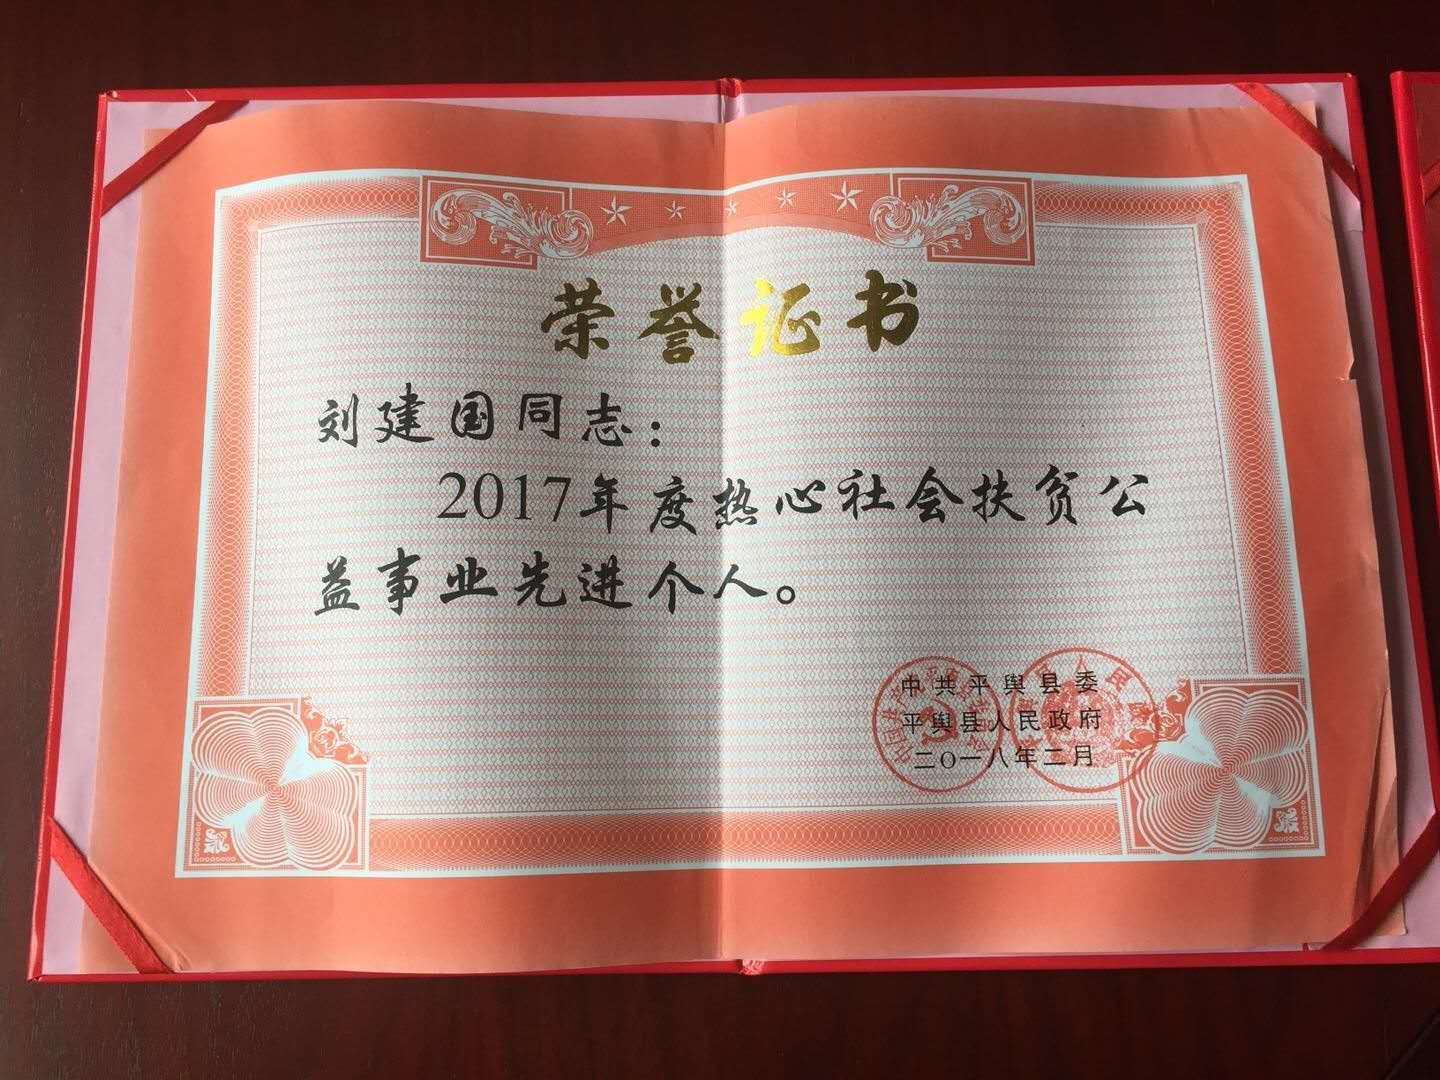 荣誉证书
刘建国同志：
2017年度热心社会扶贫公
益事业先进个人。
中共平舆县委
平舆县人民政府
二〇一八年二月